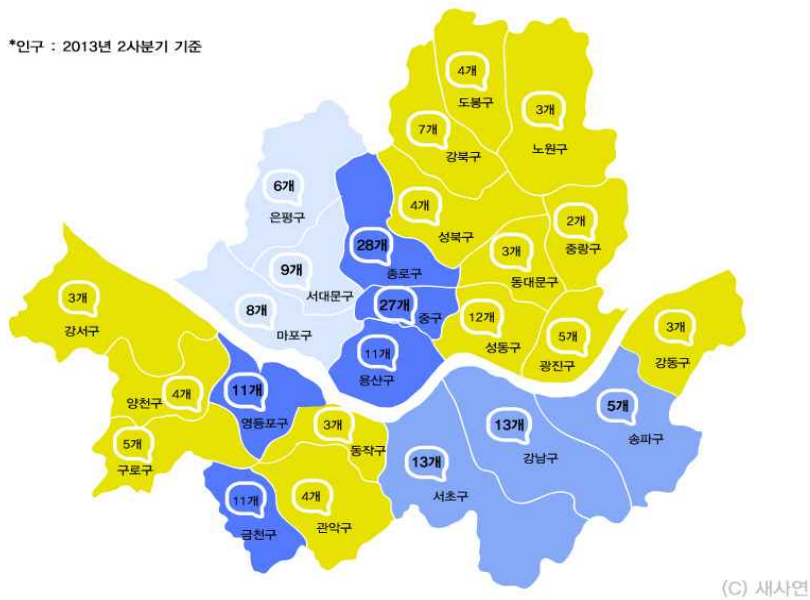 *인구 : 2013년 2사분기 기준
4개
도봉구
3개
노원구
7개
강북구
6개
은평구
4개
성북구
2개
중랑구
28개
종로구
3개
동대문구
9개
서대문구
27개
중구
8개
마포구
12개
성동구
5개
광진구
3개
강서구
3개
강동구
11개
용산구
양천구 4개
11개
영등포구
5개
송파구
5개
구로구
3개
동작구
13개
강남구
13개
서초구
11개
금천구
4개
관악구
(C) 새사연